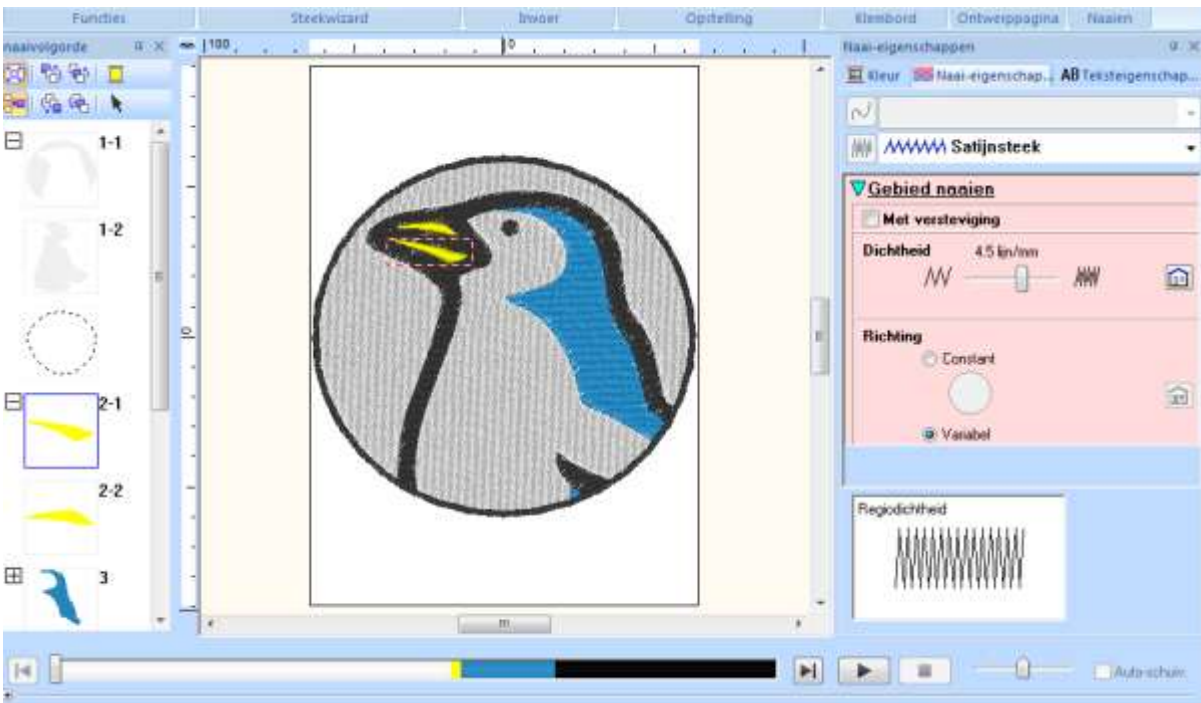 Functies Steekwizard Invoer Opstelling Klembord Ontwerppagina Naaien
naaivolgorde
100 0
Naai-eigenschappen
Kleur Naai-eigenschap... AB Teksteigenschap...
1-1
Satijnsteek
Gebied naaien
1-2
Met versteviging
Dichtheid 4.5 lijn/mm
0
Richting
Constant
2-1
Variabel
2-2
Regiodichtheid
3
Auto-schuiv.